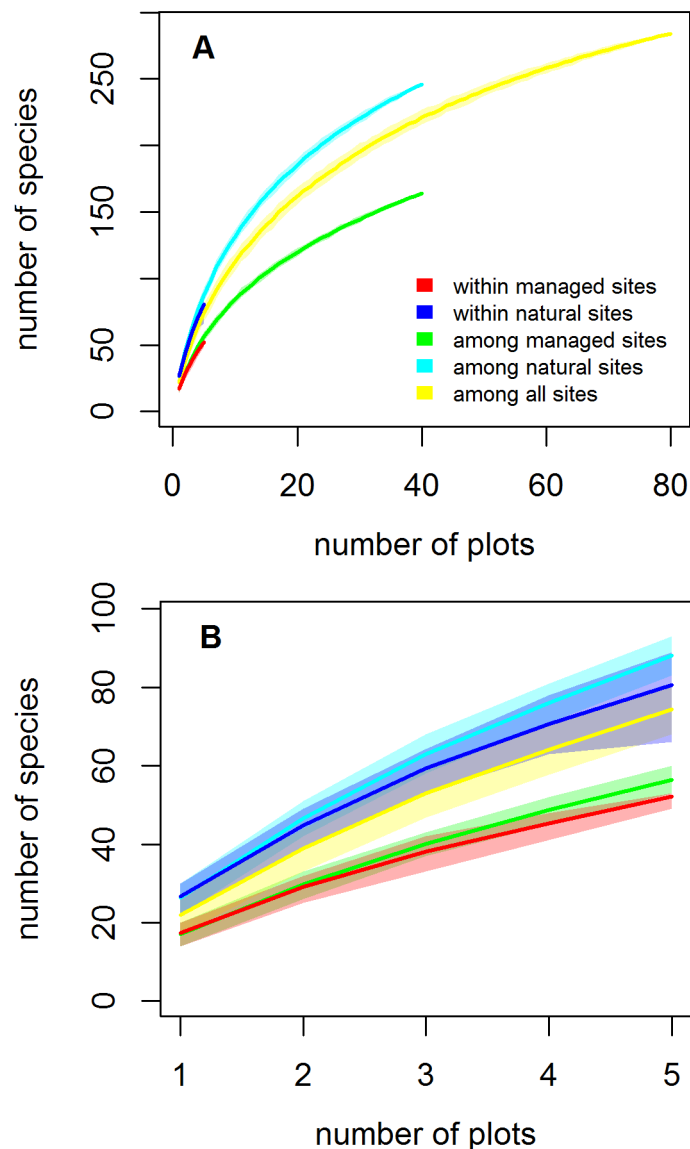 A
250
150
50
0
number of species
within managed sites
within natural sites
among managed sites
among natural sites
among all sites
0 20 40 60 80
number of plots
B
100
80
60
40
20
0
number of species
1 2 3 4 5
number of plots